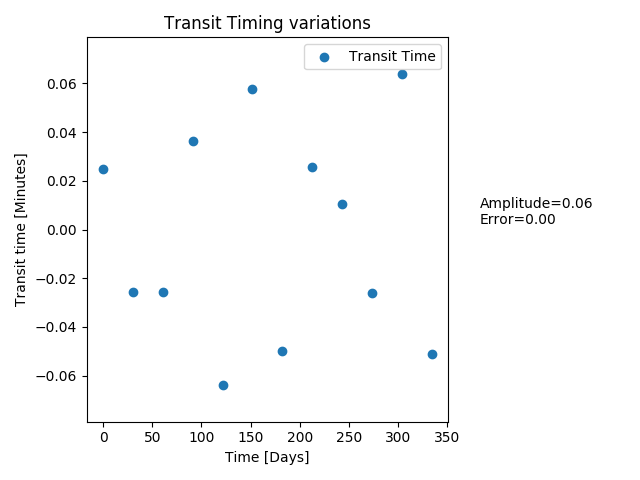 Transit Timing variations
Transit Time
0.06
0.04
0.02
0.00
−0.02
−0.04
−0.06
Transit time [Minutes]
0 50 100 150 200 250 300 350
Time [Days]
Amplitude=0.06
Error=0.00